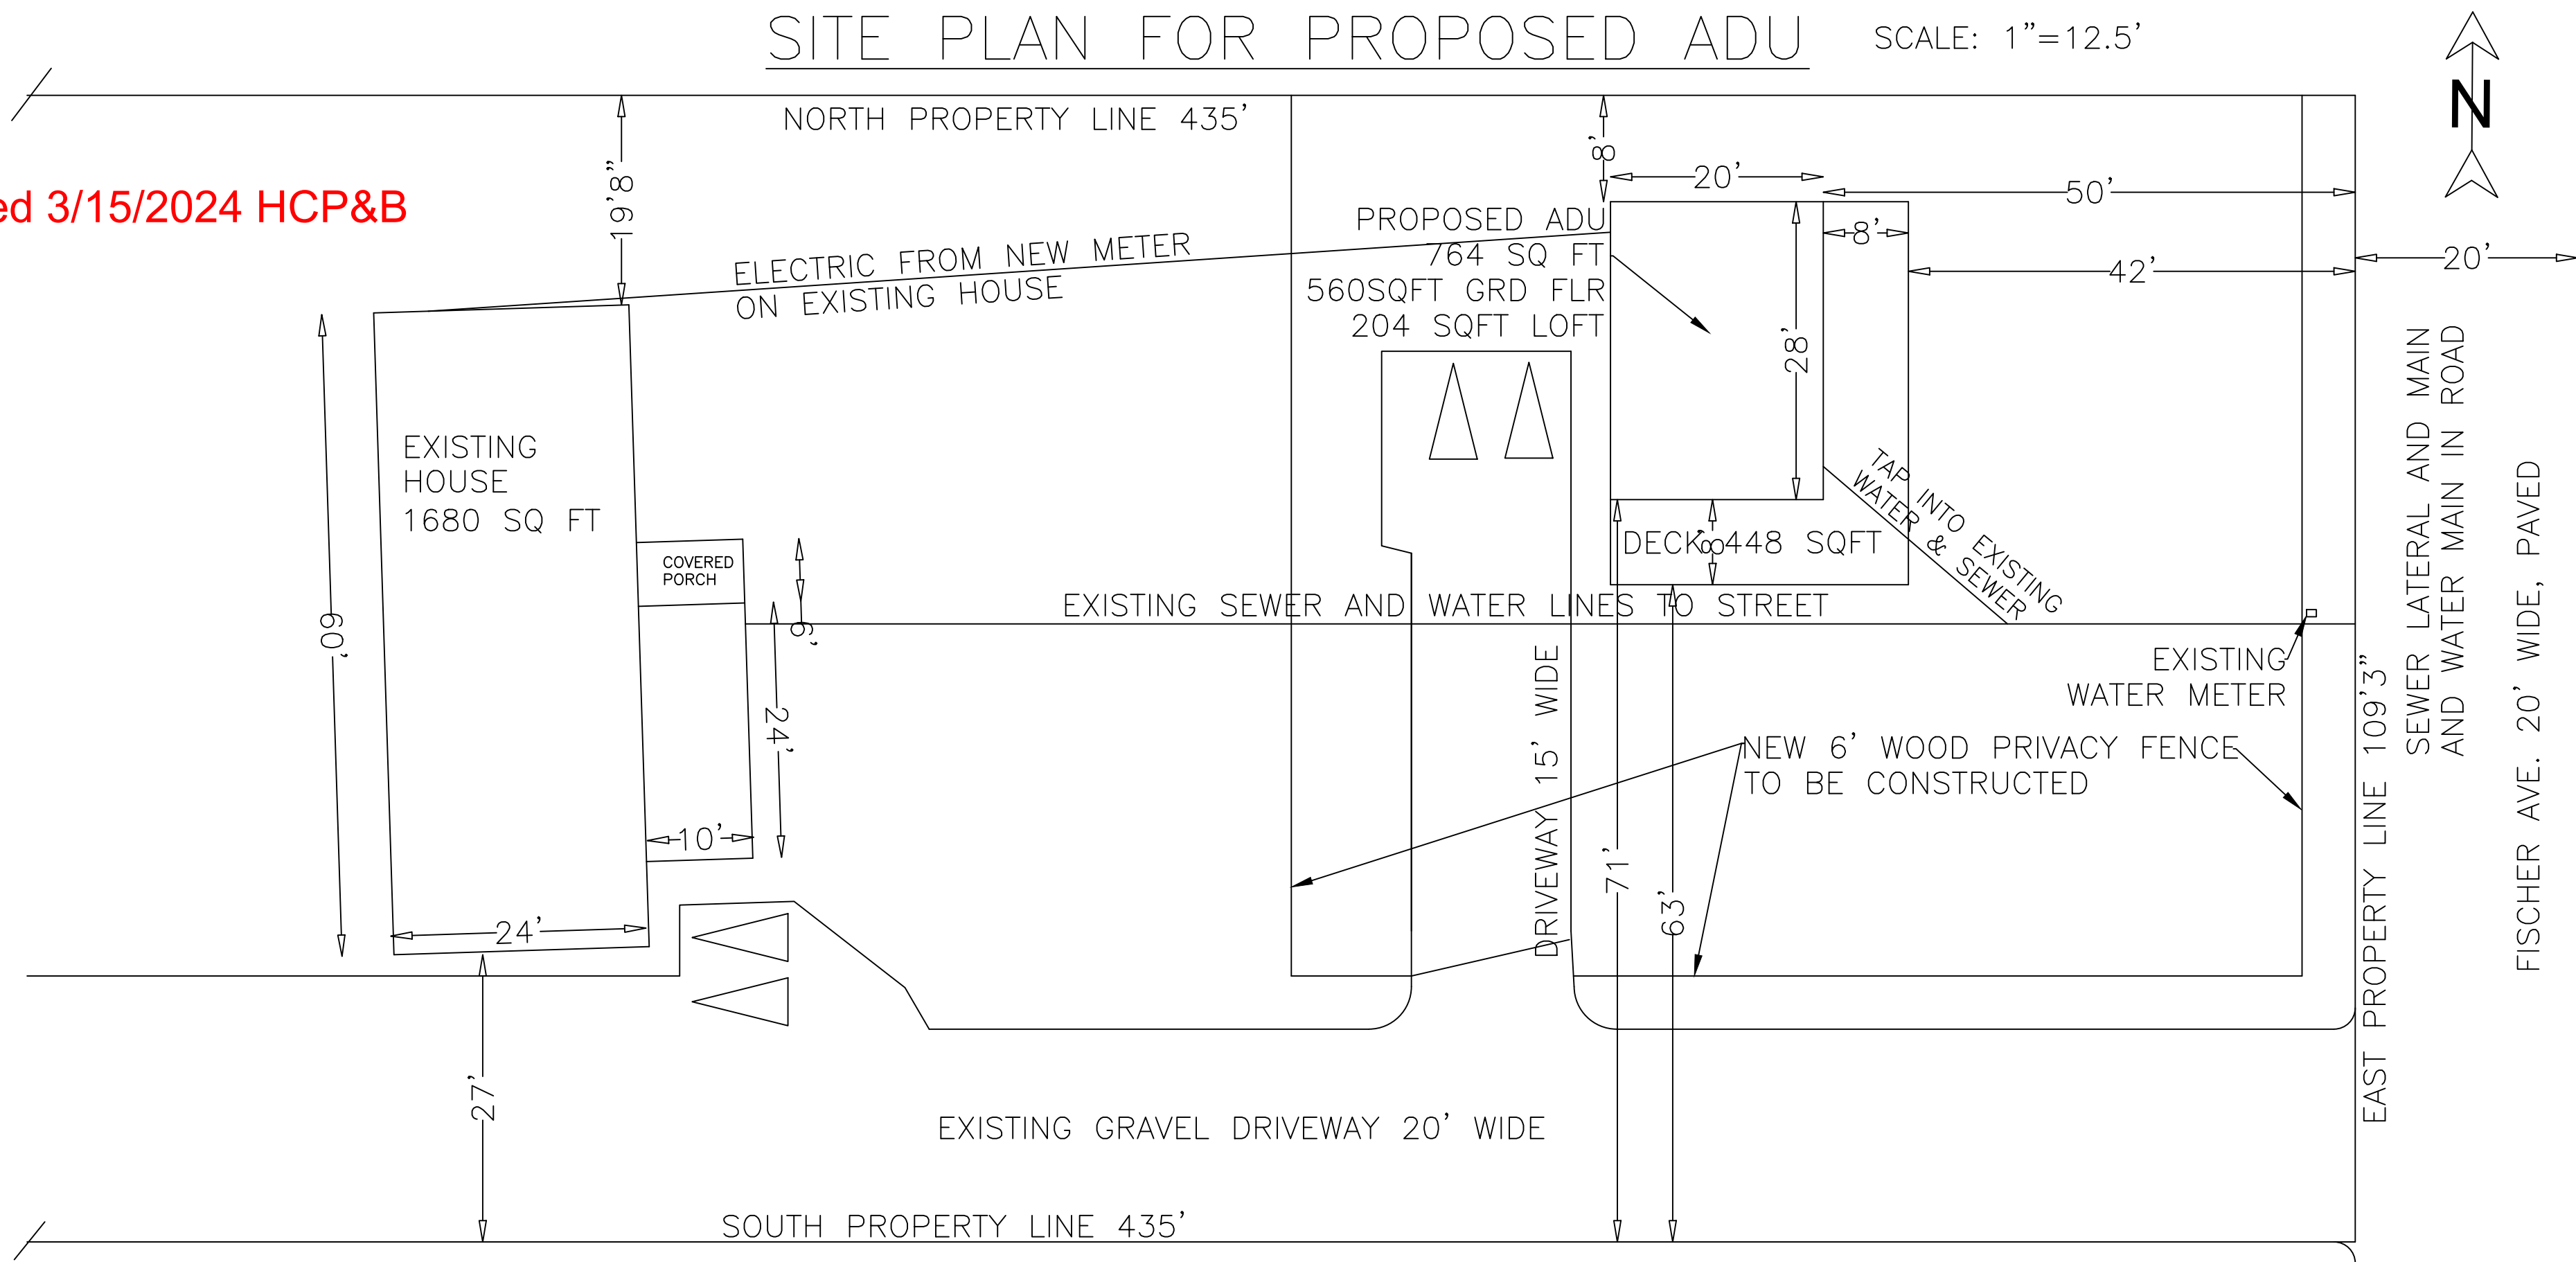 SITE PLAN FOR PROPOSED ADU
SCALE: 1"=12.5'
N
NORTH PROPERTY LINE 435'
ed 3/15/2024 HCP&B
19'8"
8'
20'
50'
8'
42'
20'
PROPOSED ADU
764 SQ FT
560SQFT GRD FLR
204 SQFT LOFT
ELECTRIC FROM NEW METER
ON EXISTING HOUSE
28'
EXISTING
HOUSE
1680 SQ FT
COVERED
PORCH
60'
6'
24'
10'
24'
27'
DECK 448 SQFT
8'
TAP INTO EXISTING
WATER & SEWER
EXISTING SEWER AND WATER LINES TO STREET
EXISTING
WATER METER
DRIVEWAY 15' WIDE
71'
63'
NEW 6' WOOD PRIVACY FENCE
TO BE CONSTRUCTED
EAST PROPERTY LINE 109'3"
SEWER LATERAL AND MAIN
AND WATER MAIN IN ROAD
FISCHER AVE. 20' WIDE, PAVED
EXISTING GRAVEL DRIVEWAY 20' WIDE
SOUTH PROPERTY LINE 435'